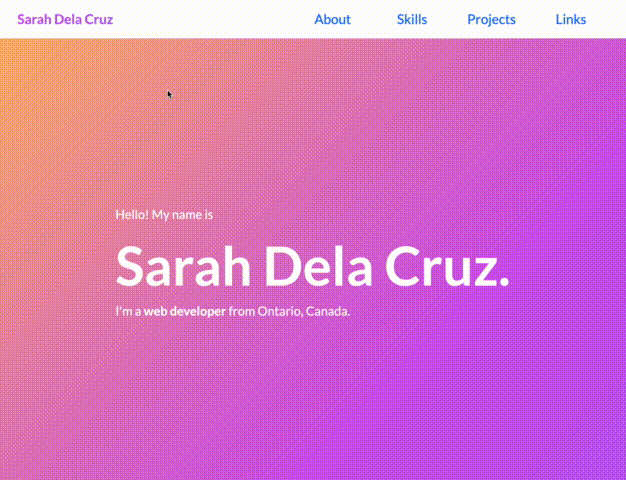 Sarah Dela Cruz About Skills Projects Links
Hello! My name is
Sarah Dela Cruz.
I'm a web developer from Ontario, Canada.